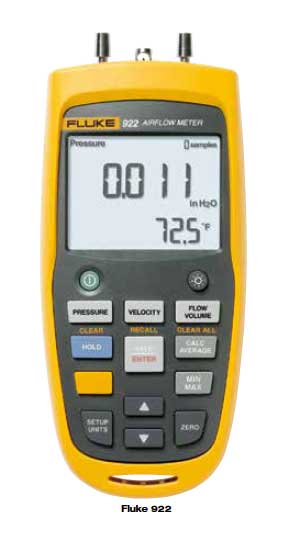 FLUKE 922 AIRFLOW METER
Pressure 0 samples
0.011
in H2O
72.5 °F
PRESSURE VELOCITY FLOW VOLUME
CLEAR RECALL CLEAR ALL
HOLD SAVE ENTER CALC AVERAGE
MIN MAX
SETUP UNITS ZERO
Fluke 922